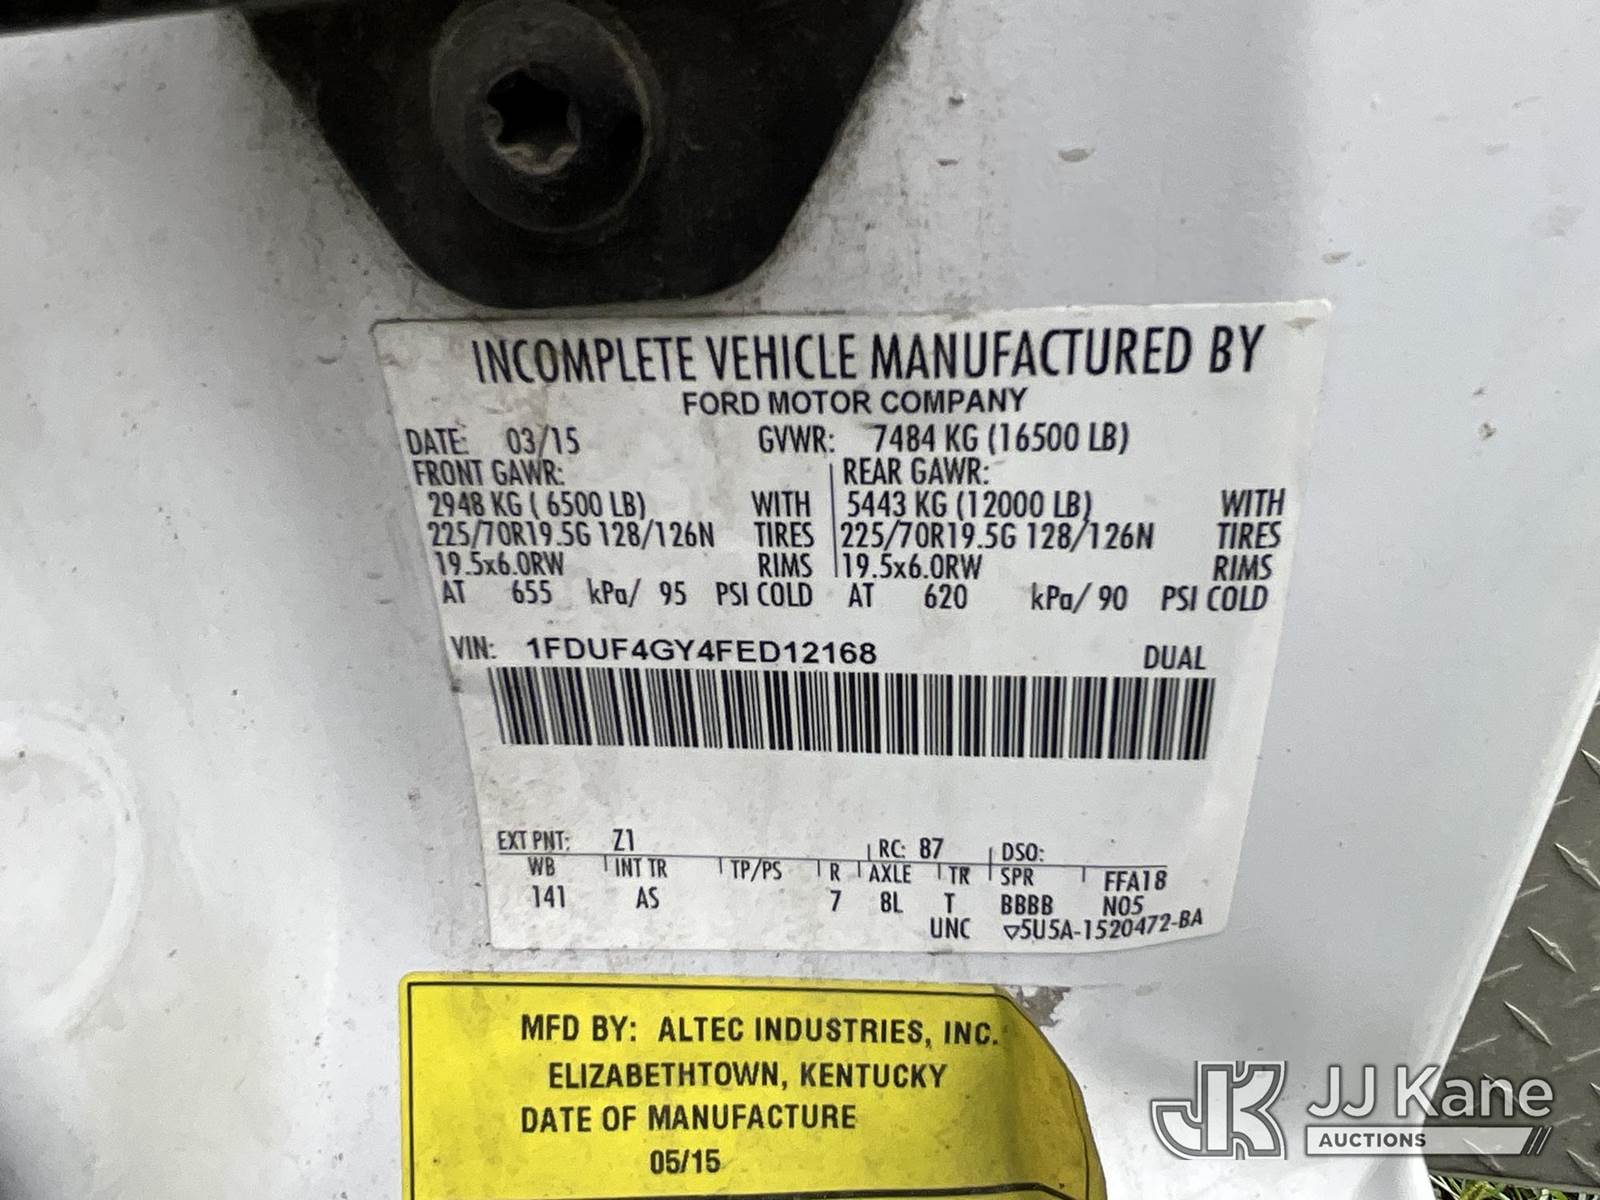 INCOMPLETE VEHICLE MANUFACTURED BY
FORD MOTOR COMPANY
DATE: 03/15 GVWR: 7484 KG (16500 LB)
FRONT GAWR: REAR GAWR:
2948 KG ( 6500 LB) WITH 5443 KG (12000 LB) WITH
225/70R19.5G 128/126N TIRES 225/70R19.5G 128/126N TIRES
19.5x6.0RW RIMS 19.5x6.0RW RIMS
AT 655 kPa/ 95 PSI COLD AT 620 kPa/ 90 PSI COLD
VIN: 1FDUF4GY4FED12168 DUAL
EXT PNT: Z1 RC: 87 DSO:
WB INT TR TP/PS R AXLE TR SPR FFA18
141 AS 7 8L T BBBB N05
UNC ▽5U5A-1520472-BA
MFD BY: ALTEC INDUSTRIES, INC.
ELIZABETHTOWN, KENTUCKY
DATE OF MANUFACTURE
05/15
JK JJ Kane
AUCTIONS